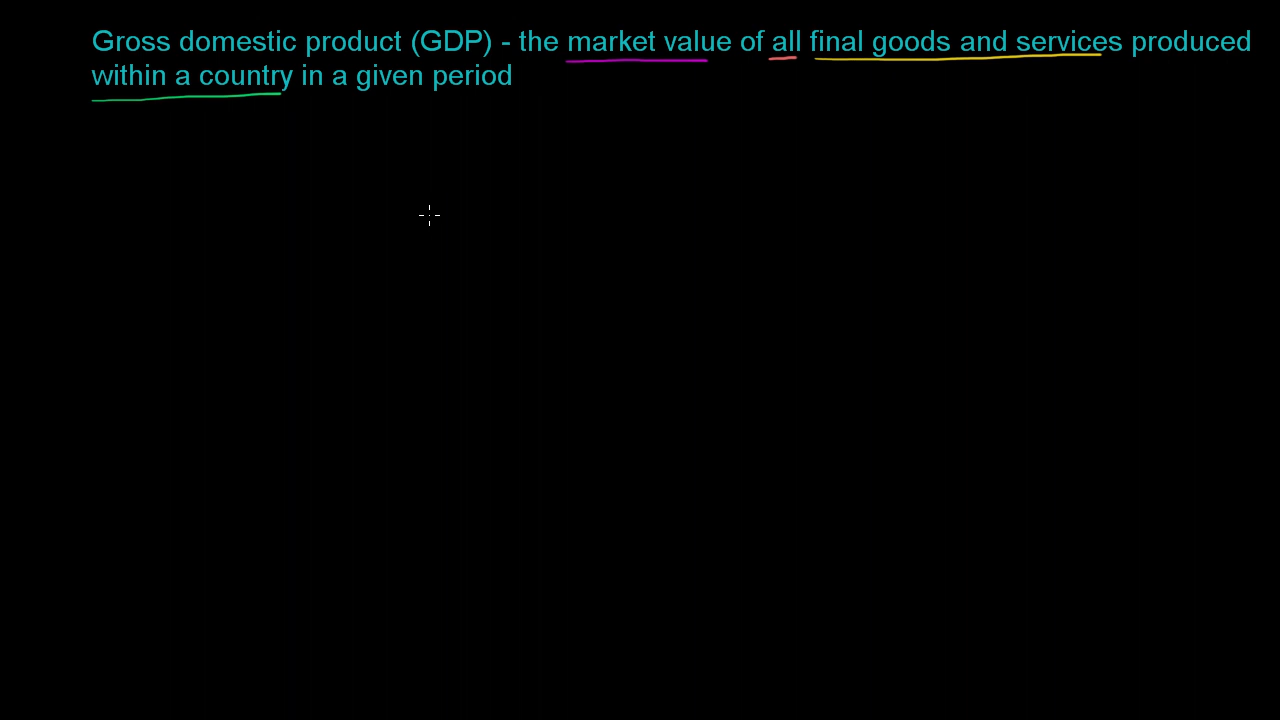 Gross domestic product (GDP) - the market value of all final goods and services produced
within a country in a given period